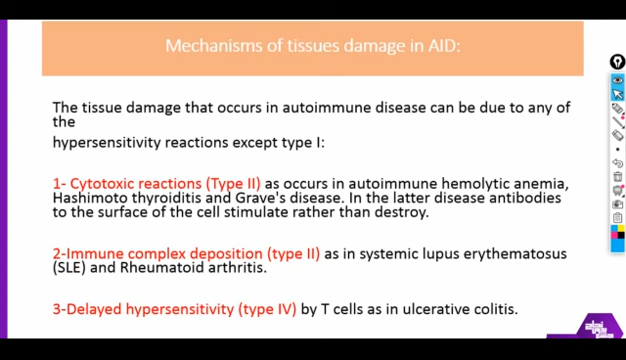 Mechanisms of tissues damage in AID:
The tissue damage that occurs in autoimmune disease can be due to any of
the
hypersensitivity reactions except type I:
1- Cytotoxic reactions (Type II) as occurs in autoimmune hemolytic anemia,
Hashimoto thyroiditis and Grave's disease. In the latter disease antibodies
to the surface of the cell stimulate rather than destroy.
2-Immune complex deposition (type II) as in systemic lupus erythematosus
(SLE) and Rheumatoid arthritis.
3-Delayed hypersensitivity (type IV) by T cells as in ulcerative colitis.